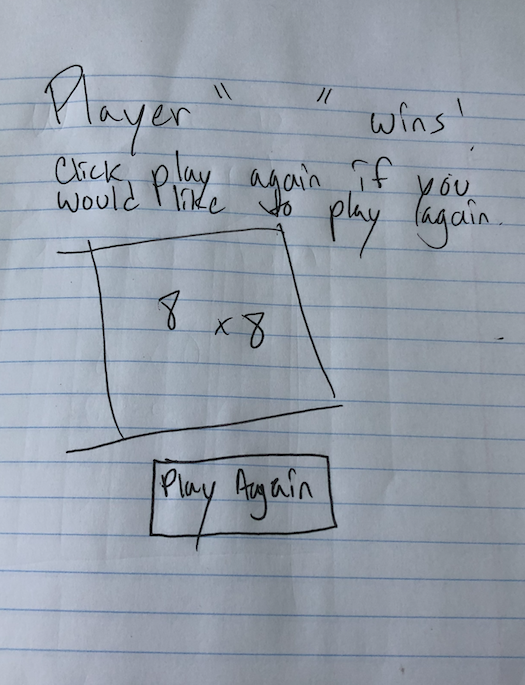 Player " " wins!
Click play again if you
would like to play again.
8 x 8
Play Again